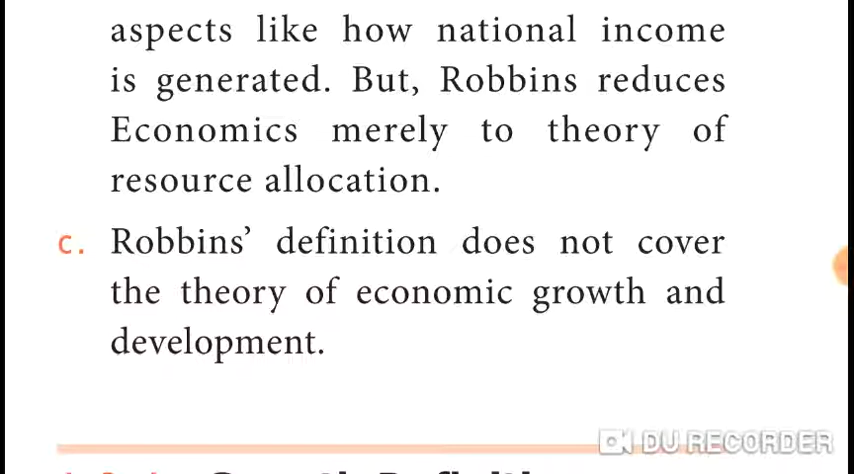 aspects like how national income
is generated. But, Robbins reduces
Economics merely to theory of
resource allocation.
c. Robbins’ definition does not cover
the theory of economic growth and
development.
DU RECORDER